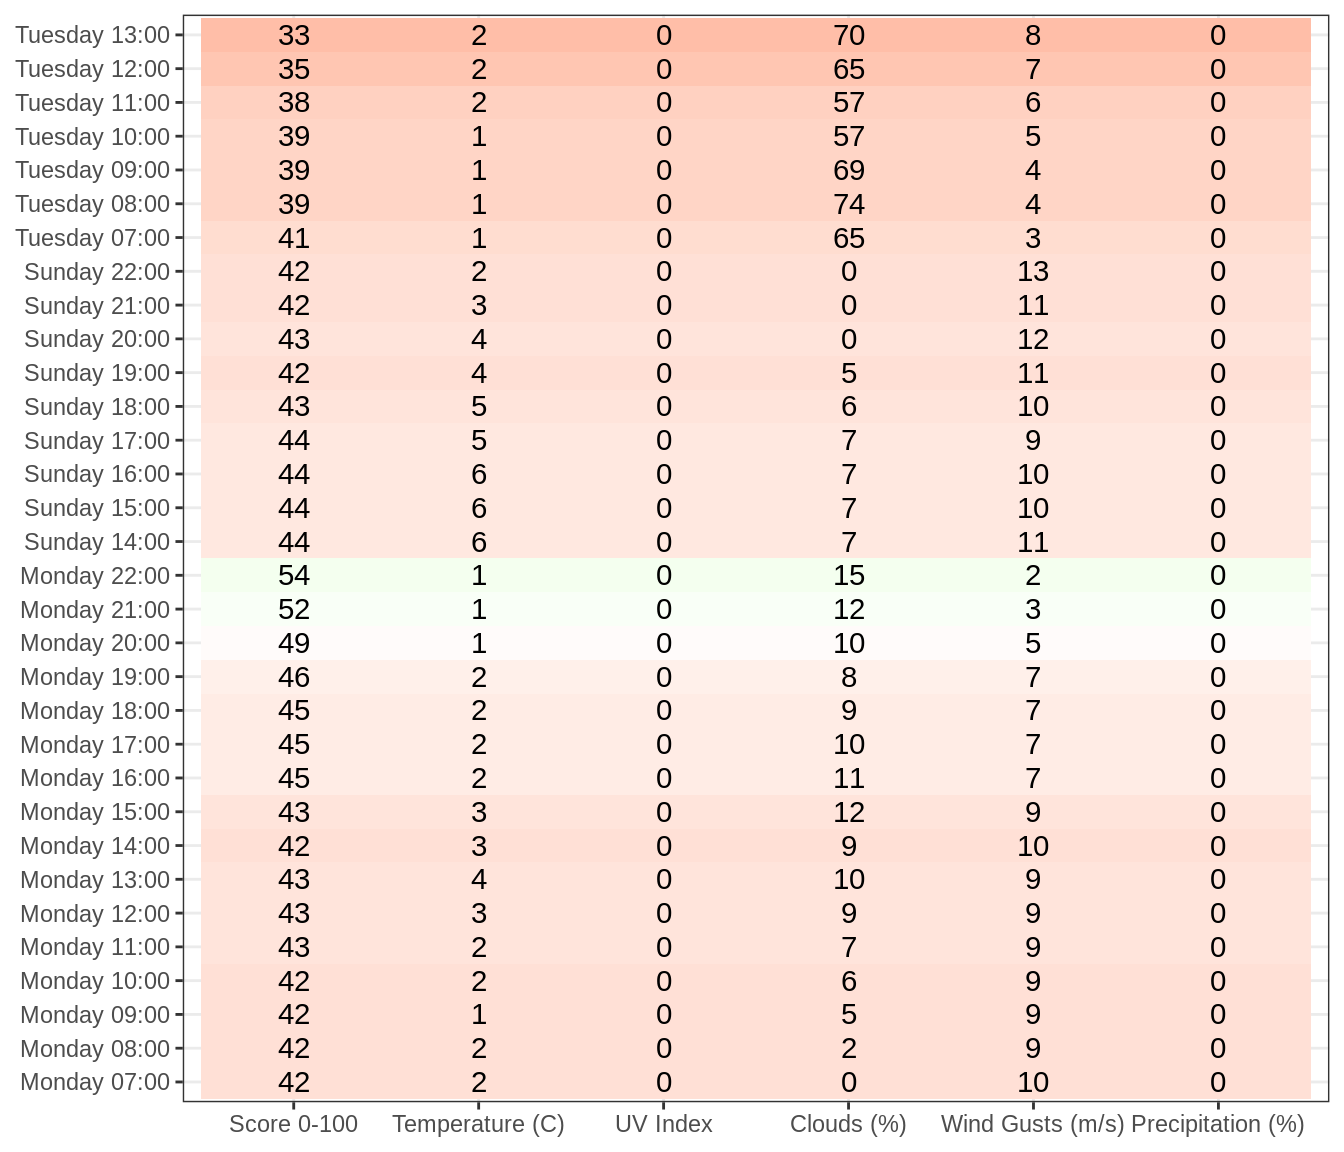 Tuesday 13:00 33 2 0 70 8 0
Tuesday 12:00 35 2 0 65 7 0
Tuesday 11:00 38 2 0 57 6 0
Tuesday 10:00 39 1 0 57 5 0
Tuesday 09:00 39 1 0 69 4 0
Tuesday 08:00 39 1 0 74 4 0
Tuesday 07:00 41 1 0 65 3 0
Sunday 22:00 42 2 0 0 13 0
Sunday 21:00 42 3 0 0 11 0
Sunday 20:00 43 4 0 0 12 0
Sunday 19:00 42 4 0 5 11 0
Sunday 18:00 43 5 0 6 10 0
Sunday 17:00 44 5 0 7 9 0
Sunday 16:00 44 6 0 7 10 0
Sunday 15:00 44 6 0 7 10 0
Sunday 14:00 44 6 0 7 11 0
Monday 22:00 54 1 0 15 2 0
Monday 21:00 52 1 0 12 3 0
Monday 20:00 49 1 0 10 5 0
Monday 19:00 46 2 0 8 7 0
Monday 18:00 45 2 0 9 7 0
Monday 17:00 45 2 0 10 7 0
Monday 16:00 45 2 0 11 7 0
Monday 15:00 43 3 0 12 9 0
Monday 14:00 42 3 0 9 10 0
Monday 13:00 43 4 0 10 9 0
Monday 12:00 43 3 0 9 9 0
Monday 11:00 43 2 0 7 9 0
Monday 10:00 42 2 0 6 9 0
Monday 09:00 42 1 0 5 9 0
Monday 08:00 42 2 0 2 9 0
Monday 07:00 42 2 0 0 10 0
Score 0-100 Temperature (C) UV Index Clouds (%) Wind Gusts (m/s) Precipitation (%)